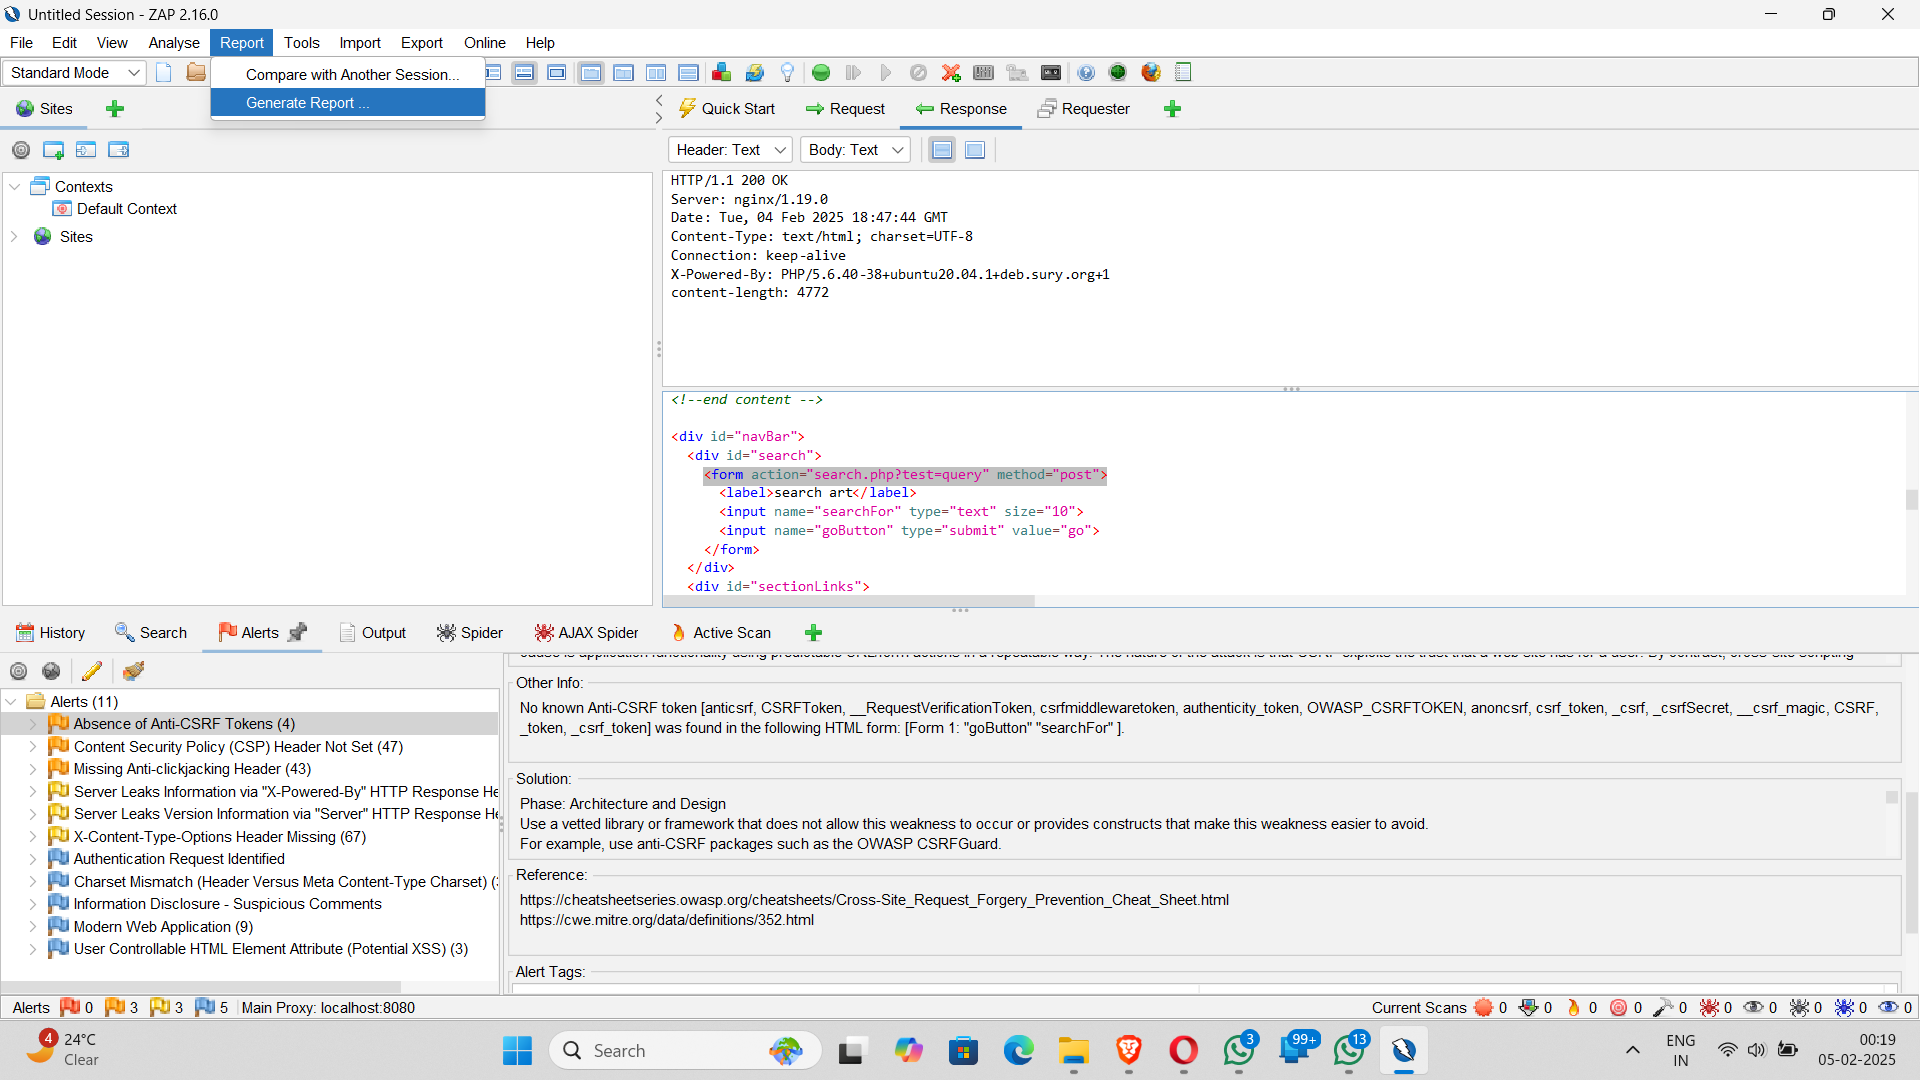 Untitled Session - ZAP 2.16.0
File Edit View Analyse Report Tools Import Export Online Help
Standard Mode
Compare with Another Session...
Generate Report ...
Sites
Quick Start Request Response Requester
Header: Text Body: Text
Contexts
Default Context
Sites
HTTP/1.1 200 OK
Server: nginx/1.19.0
Date: Tue, 04 Feb 2025 18:47:44 GMT
Content-Type: text/html; charset=UTF-8
Connection: keep-alive
X-Powered-By: PHP/5.6.40-38+ubuntu20.04.1+deb.sury.org+1
content-length: 4772
<!--end content -->
<div id="navBar">
<div id="search">
<form action="search.php?test=query" method="post">
<label>search art</label>
<input name="searchFor" type="text" size="10">
<input name="goButton" type="submit" value="go">
</form>
</div>
<div id="sectionLinks">
History Search Alerts Output Spider AJAX Spider Active Scan
Alerts (11)
Absence of Anti-CSRF Tokens (4)
Content Security Policy (CSP) Header Not Set (47)
Missing Anti-clickjacking Header (43)
Server Leaks Information via "X-Powered-By" HTTP Response He
Server Leaks Version Information via "Server" HTTP Response He
X-Content-Type-Options Header Missing (67)
Authentication Request Identified
Charset Mismatch (Header Versus Meta Content-Type Charset) (
Information Disclosure - Suspicious Comments
Modern Web Application (9)
User Controllable HTML Element Attribute (Potential XSS) (3)
Other Info:
No known Anti-CSRF token [anticsrf, CSRFToken, __RequestVerificationToken, csrfmiddlewaretoken, authenticity_token, OWASP_CSRFTOKEN, anoncsrf, csrf_token, _csrf, _csrfSecret, __csrf_magic, CSRF,
_token, _csrf_token] was found in the following HTML form: [Form 1: "goButton" "searchFor" ].
Solution:
Phase: Architecture and Design
Use a vetted library or framework that does not allow this weakness to occur or provides constructs that make this weakness easier to avoid.
For example, use anti-CSRF packages such as the OWASP CSRFGuard.
Reference:
https://cheatsheetseries.owasp.org/cheatsheets/Cross-Site_Request_Forgery_Prevention_Cheat_Sheet.html
https://cwe.mitre.org/data/definitions/352.html
Alert Tags:
Alerts 0 3 3 5 Main Proxy: localhost:8080 Current Scans 0 0 0 0 0 0 0 0 0 0
4 24°C
Clear
Search
3 99+ 13
ENG
IN
00:19
05-02-2025